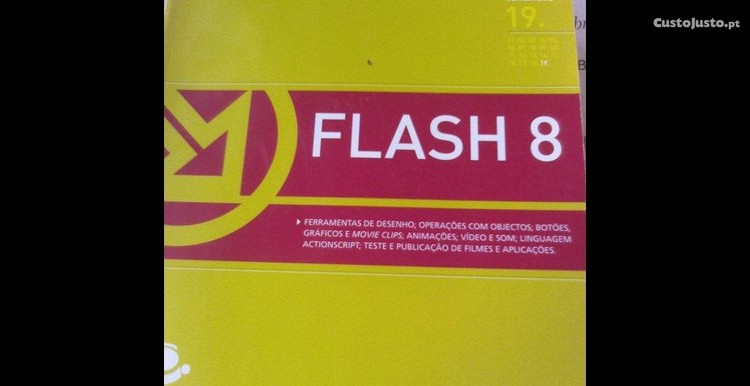 CustoJusto.pt
19.
FLASH 8
FERRAMENTAS DE DESENHO; OPERAÇÕES COM OBJECTOS; BOTÕES,
GRÁFICOS E MOVIE CLIPS; ANIMAÇÕES; VÍDEO E SOM; LINGUAGEM
ACTIONSCRIPT; TESTE E PUBLICAÇÃO DE FILMES E APLICAÇÕES.